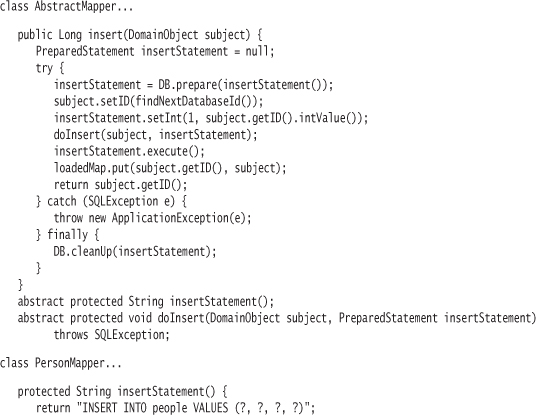 class AbstractMapper...
public Long insert(DomainObject subject) {
PreparedStatement insertStatement = null;
try {
insertStatement = DB.prepare(insertStatement());
subject.setID(findNextDatabaseId());
insertStatement.setInt(1, subject.getID().intValue());
doInsert(subject, insertStatement);
insertStatement.execute();
loadedMap.put(subject.getID(), subject);
return subject.getID();
} catch (SQLException e) {
throw new ApplicationException(e);
} finally {
DB.cleanUp(insertStatement);
}
}
abstract protected String insertStatement();
abstract protected void doInsert(DomainObject subject, PreparedStatement insertStatement)
throws SQLException;
class PersonMapper...
protected String insertStatement() {
return "INSERT INTO people VALUES (?, ?, ?, ?)";